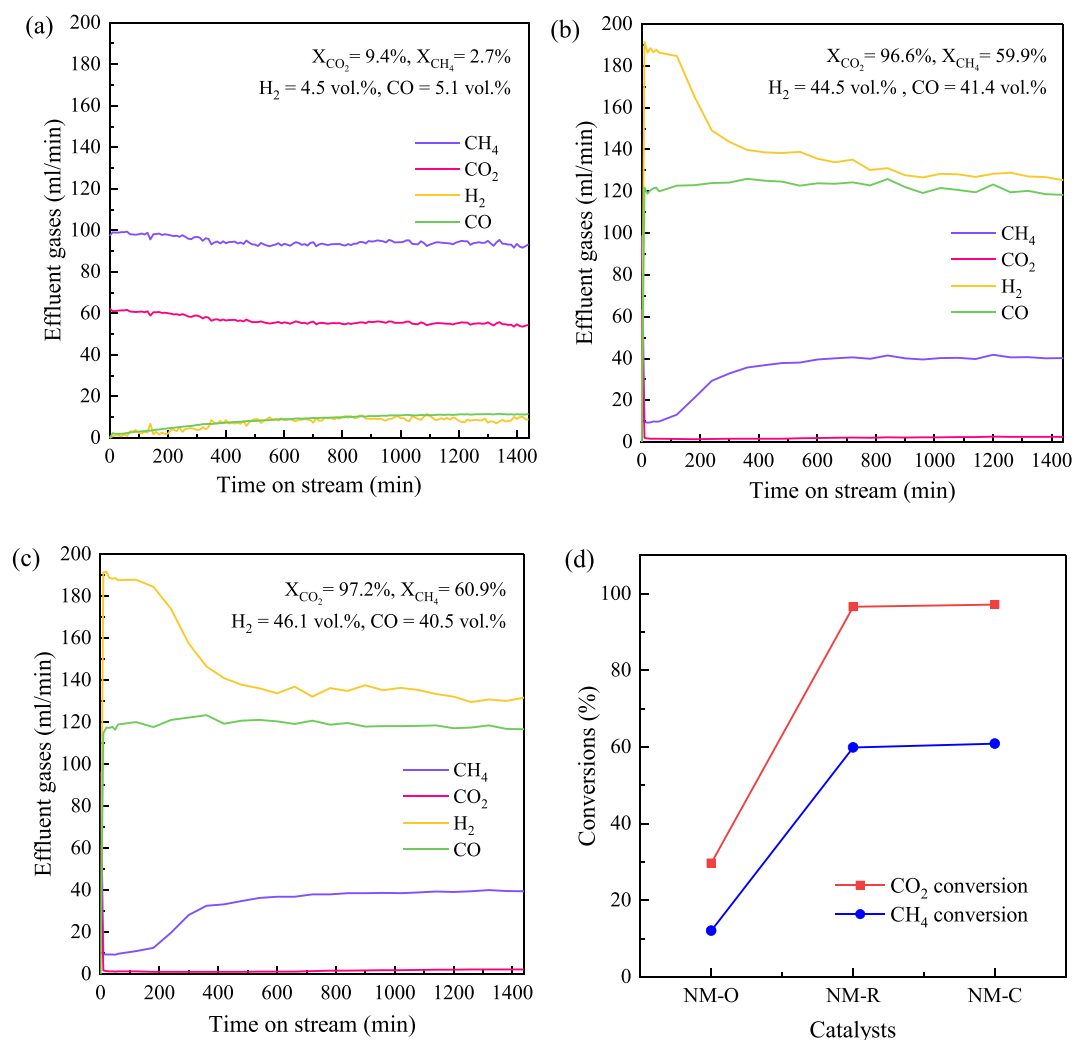 (a)
X_CO2 = 9.4%, X_CH4 = 2.7%
H2 = 4.5 vol.%, CO = 5.1 vol.%
CH4
CO2
H2
CO
200
180
160
140
120
100
80
60
40
20
0
Effluent gases (ml/min)
0 200 400 600 800 1000 1200 1400
Time on stream (min)
(b)
X_CO2 = 96.6%, X_CH4 = 59.9%
H2 = 44.5 vol.% , CO = 41.4 vol.%
CH4
CO2
H2
CO
200
180
160
140
120
100
80
60
40
20
0
Effluent gases (ml/min)
0 200 400 600 800 1000 1200 1400
Time on stream (min)
(c)
X_CO2 = 97.2%, X_CH4 = 60.9%
H2 = 46.1 vol.%, CO = 40.5 vol.%
CH4
CO2
H2
CO
200
180
160
140
120
100
80
60
40
20
0
Effluent gases (ml/min)
0 200 400 600 800 1000 1200 1400
Time on stream (min)
(d)
100
80
60
40
20
0
Conversions (%)
CO2 conversion
CH4 conversion
NM-O NM-R NM-C
Catalysts